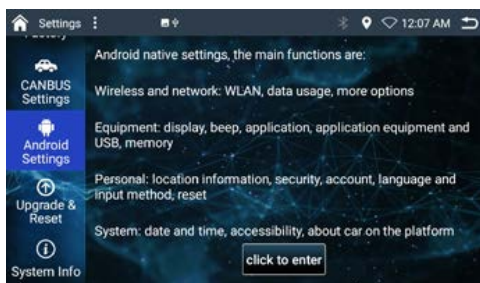 Settings
12:07 AM
Factory
CANBUS
Settings
Android
Settings
Upgrade &
Reset
System Info
Android native settings, the main functions are:
Wireless and network: WLAN, data usage, more options
Equipment: display, beep, application, application equipment and
USB, memory
Personal: location information, security, account, language and
input method, reset
System: date and time, accessibility, about car on the platform
click to enter